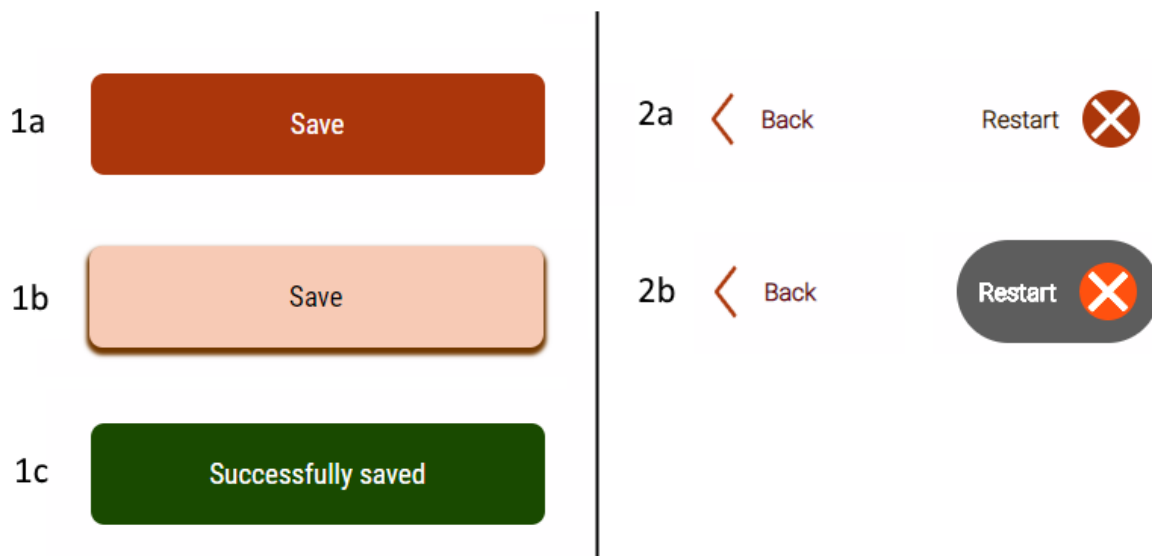 1a Save
1b Save
1c Successfully saved
2a Back Restart
2b Back Restart